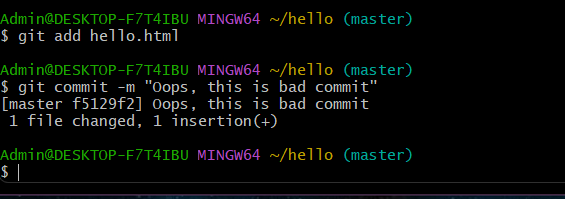 Admin@DESKTOP-F7T4IBU MINGW64 ~/hello (master)
$ git add hello.html
Admin@DESKTOP-F7T4IBU MINGW64 ~/hello (master)
$ git commit -m "Oops, this is bad commit"
[master f5129f2] Oops, this is bad commit
 1 file changed, 1 insertion(+)
Admin@DESKTOP-F7T4IBU MINGW64 ~/hello (master)
$